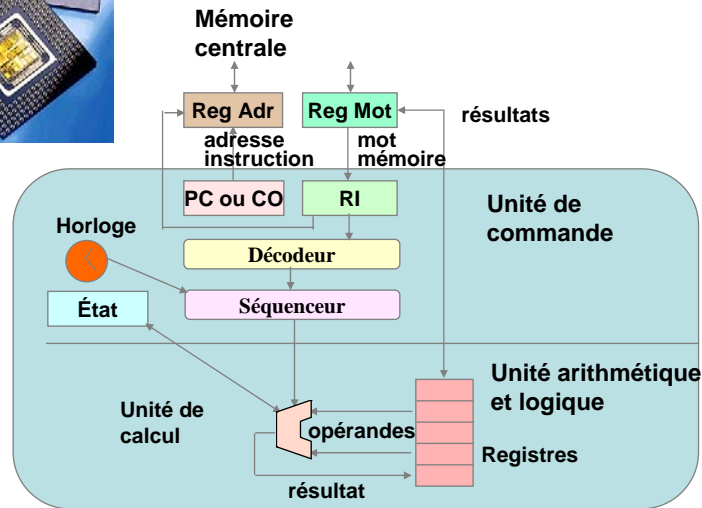 Mémoire
centrale
Reg Adr
Reg Mot
résultats
adresse
instruction
mot
mémoire
PC ou CO
RI
Unité de
commande
Horloge
Décodeur
État
Séquenceur
Unité arithmétique
et logique
Unité de
calcul
opérandes
Registres
résultat